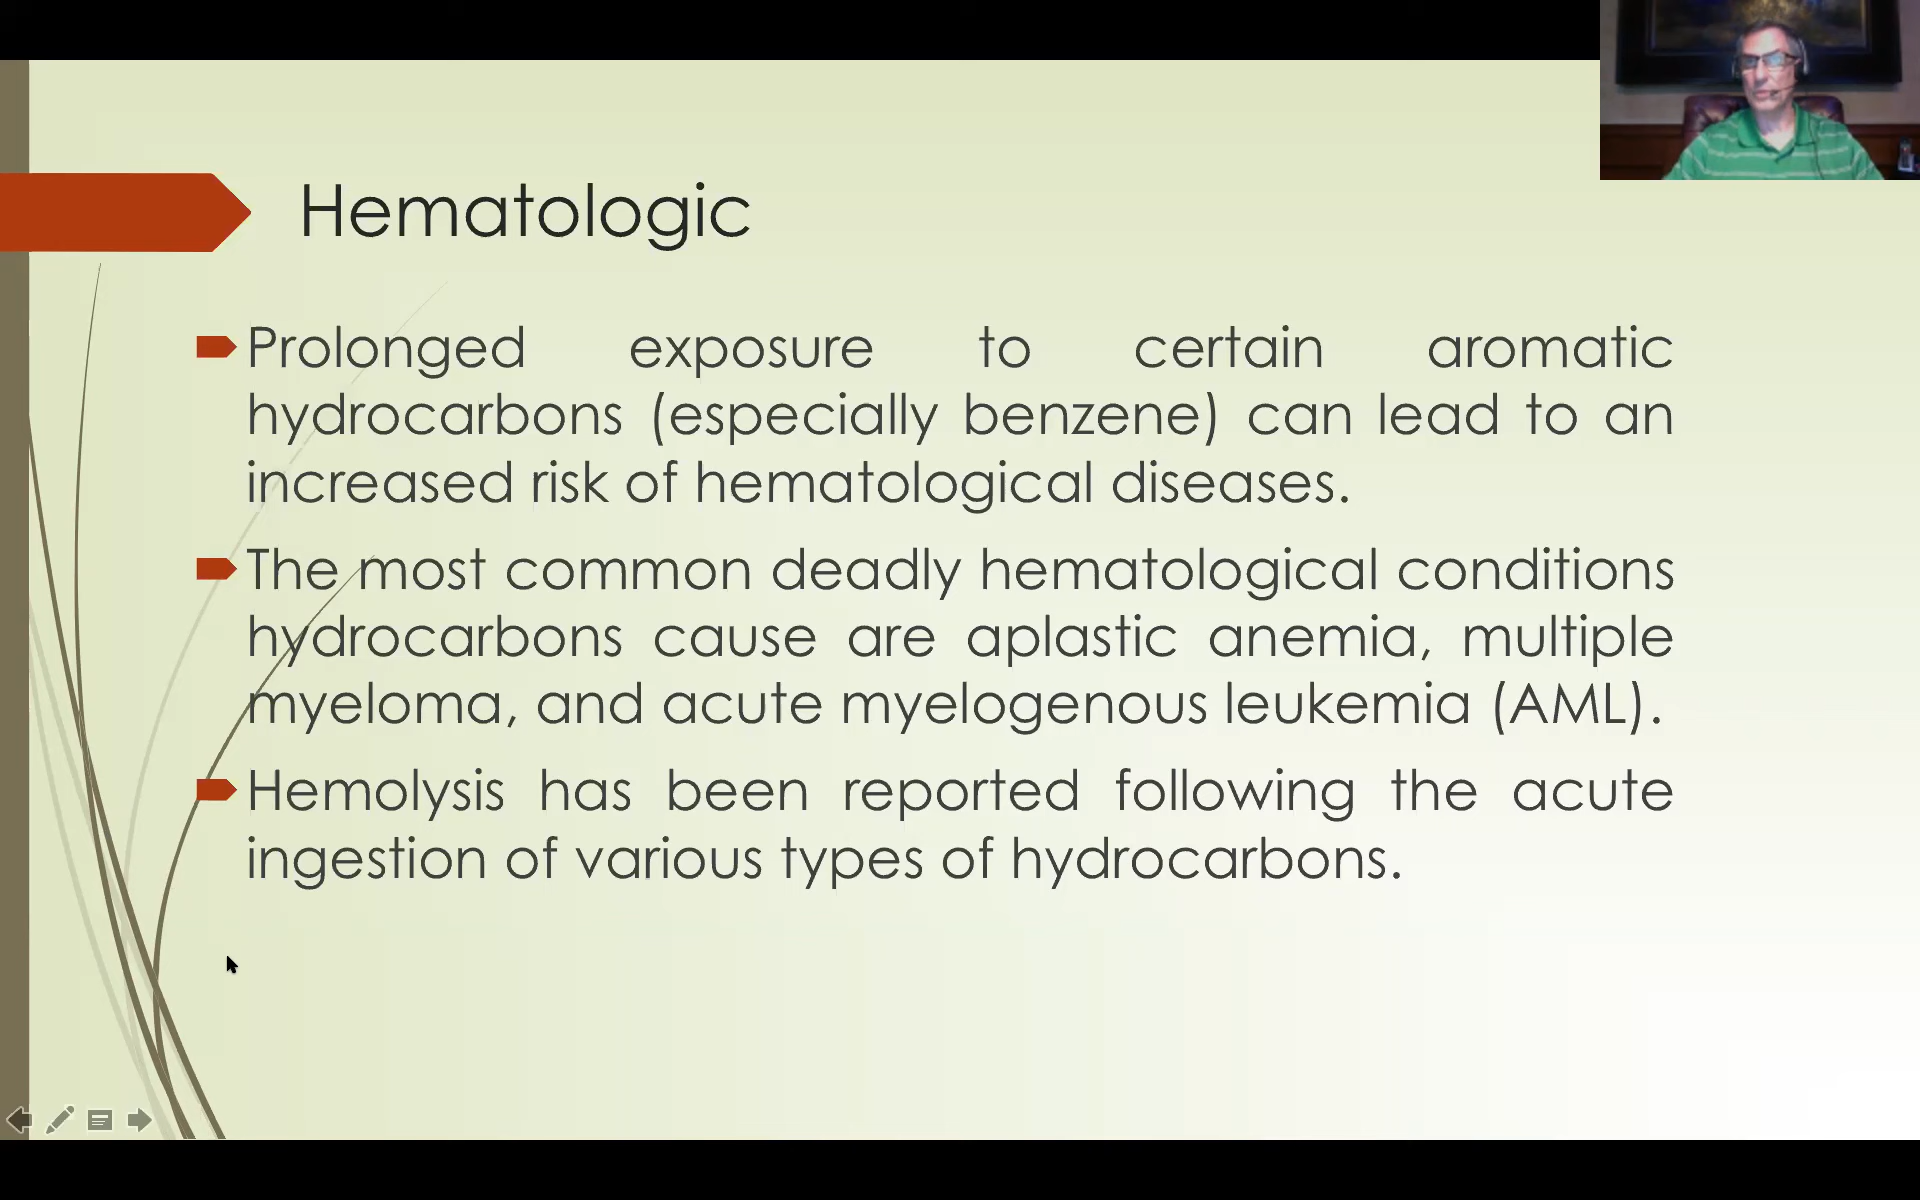 Hematologic
Prolonged exposure to certain aromatic
hydrocarbons (especially benzene) can lead to an
increased risk of hematological diseases.
The most common deadly hematological conditions
hydrocarbons cause are aplastic anemia, multiple
myeloma, and acute myelogenous leukemia (AML).
Hemolysis has been reported following the acute
ingestion of various types of hydrocarbons.